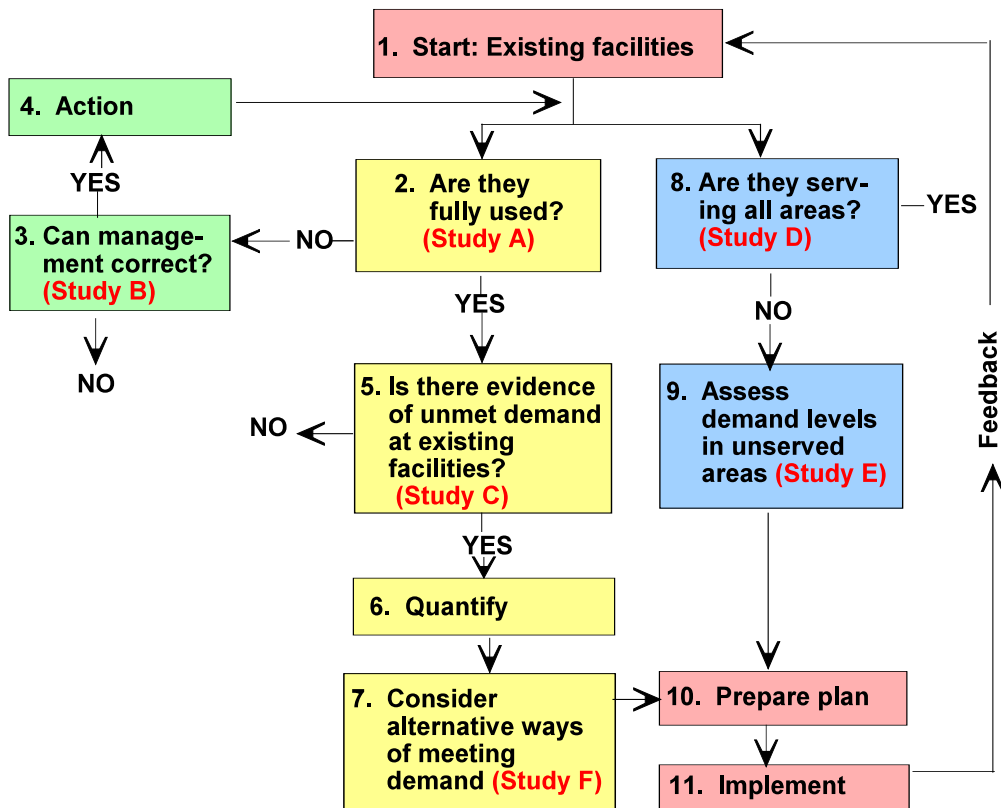 1. Start: Existing facilities
4. Action
YES
2. Are they
fully used?
(Study A)
8. Are they serv-
ing all areas?
(Study D)
YES
3. Can manage-
ment correct?
(Study B)
NO
YES
NO
NO
5. Is there evidence
of unmet demand
at existing
facilities?
(Study C)
NO
9. Assess
demand levels
in unserved
areas (Study E)
Feedback
YES
6. Quantify
7. Consider
alternative ways
of meeting
demand (Study F)
10. Prepare plan
11. Implement